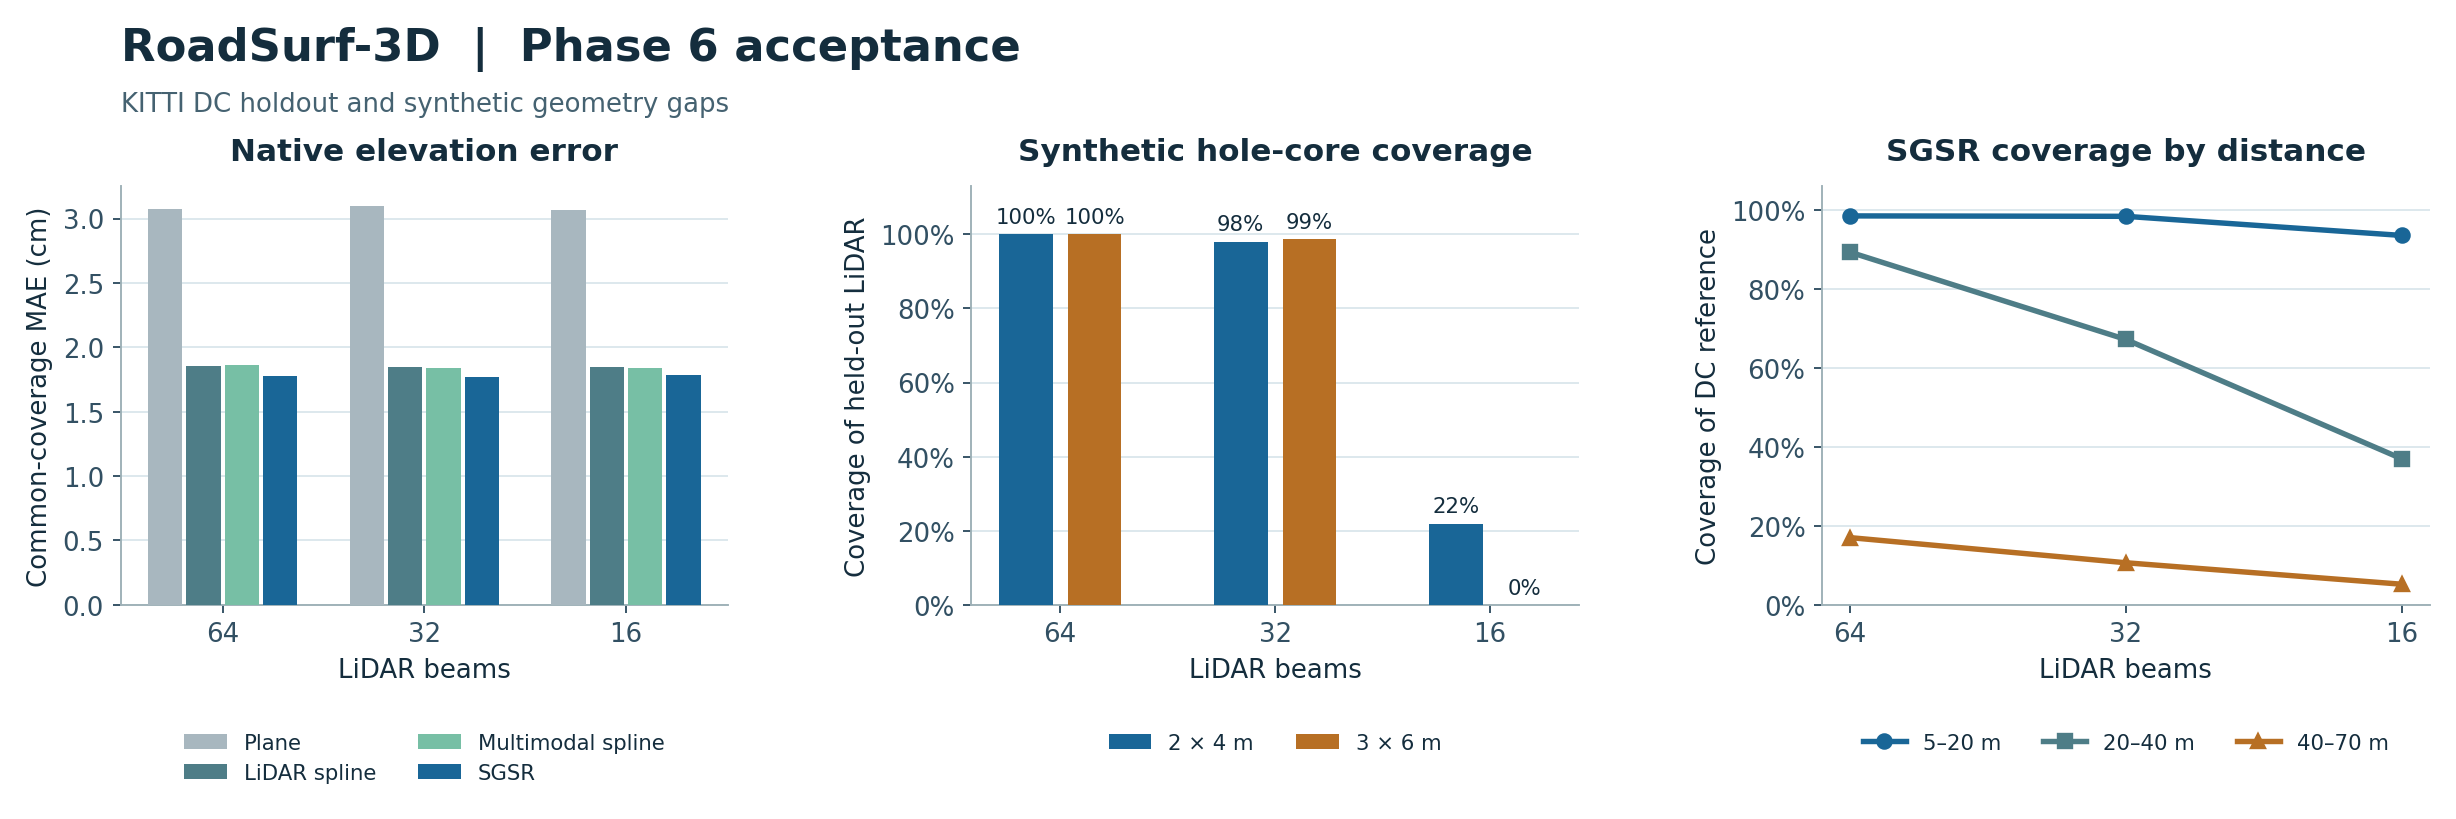 RoadSurf-3D | Phase 6 acceptance
KITTI DC holdout and synthetic geometry gaps
Native elevation error
Common-coverage MAE (cm)
3.0
2.5
2.0
1.5
1.0
0.5
0.0
64 32 16
LiDAR beams
Plane
LiDAR spline
Multimodal spline
SGSR
Synthetic hole-core coverage
Coverage of held-out LiDAR
100%
80%
60%
40%
20%
0%
100% 100%
98% 99%
22%
0%
64 32 16
LiDAR beams
2 × 4 m
3 × 6 m
SGSR coverage by distance
Coverage of DC reference
100%
80%
60%
40%
20%
0%
64 32 16
LiDAR beams
5–20 m
20–40 m
40–70 m